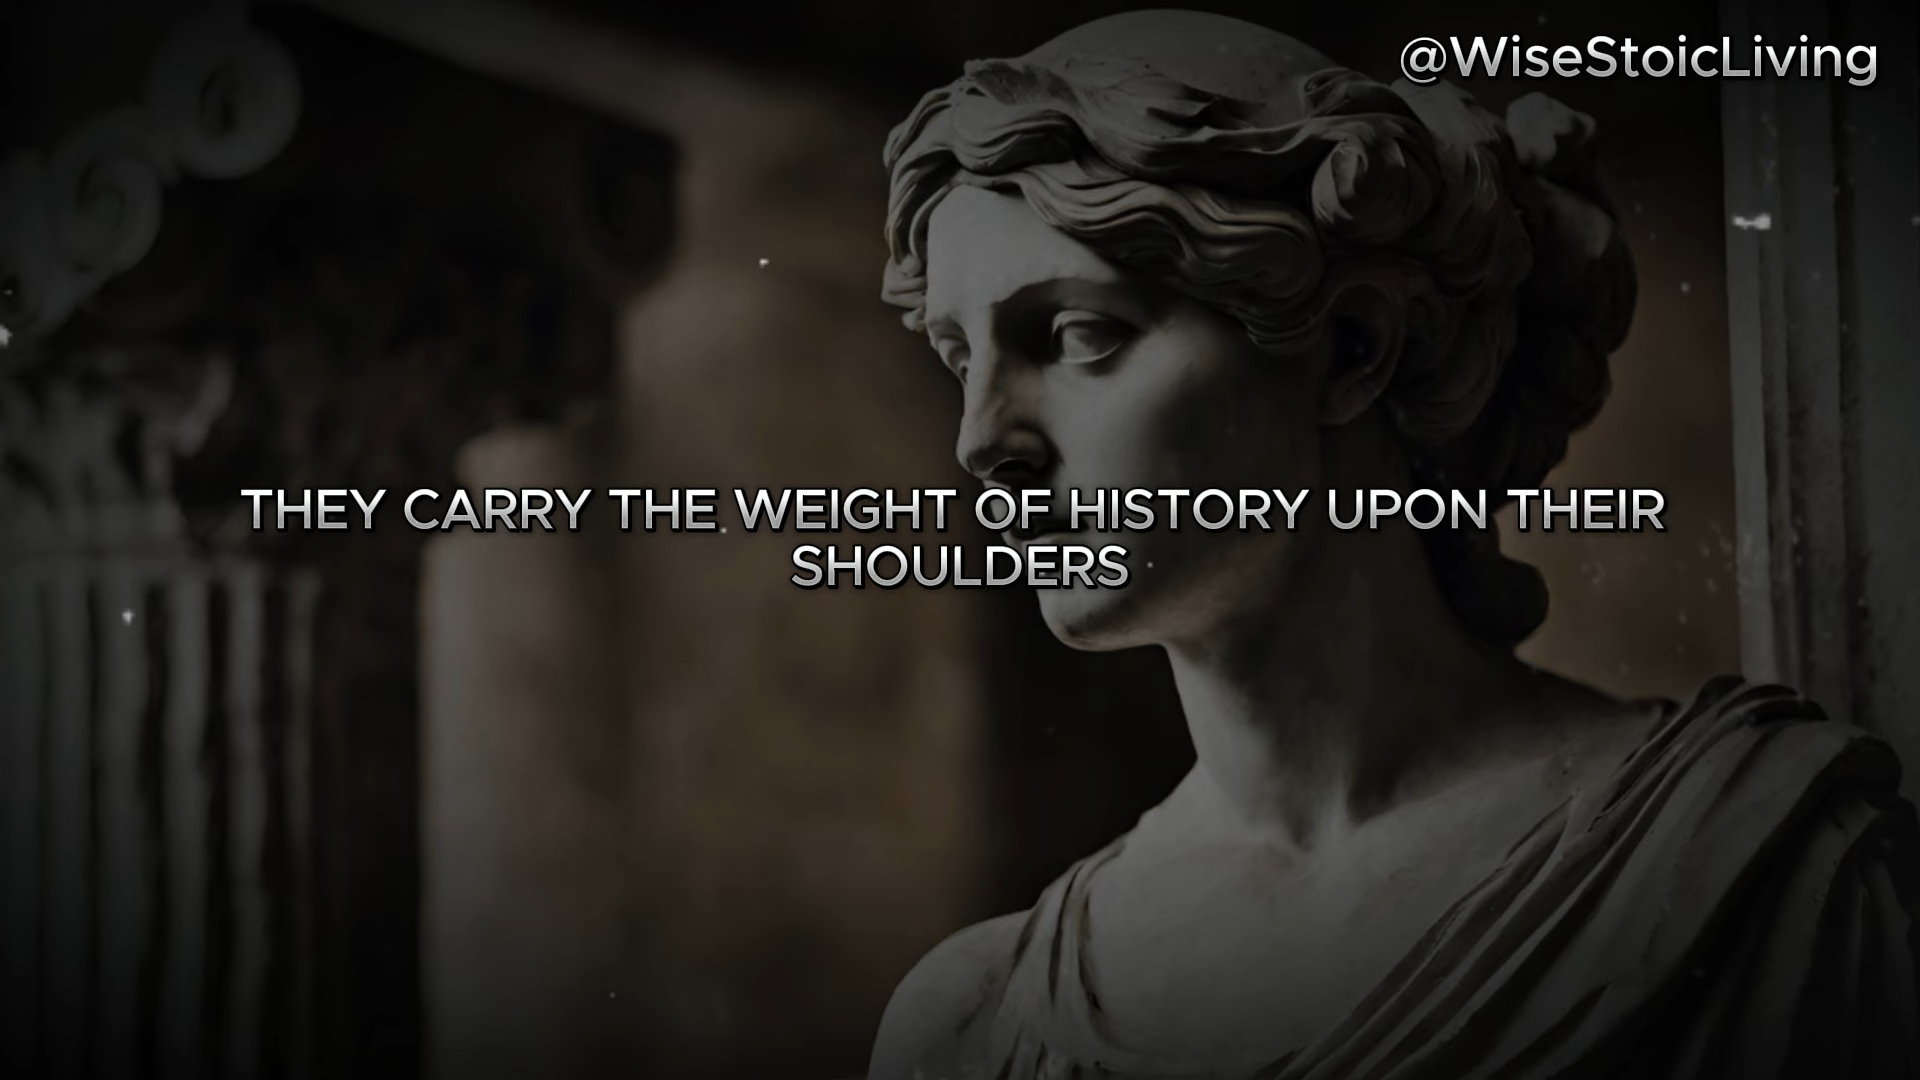 @WiseStoicLiving
THEY CARRY THE WEIGHT OF HISTORY UPON THEIR
SHOULDERS